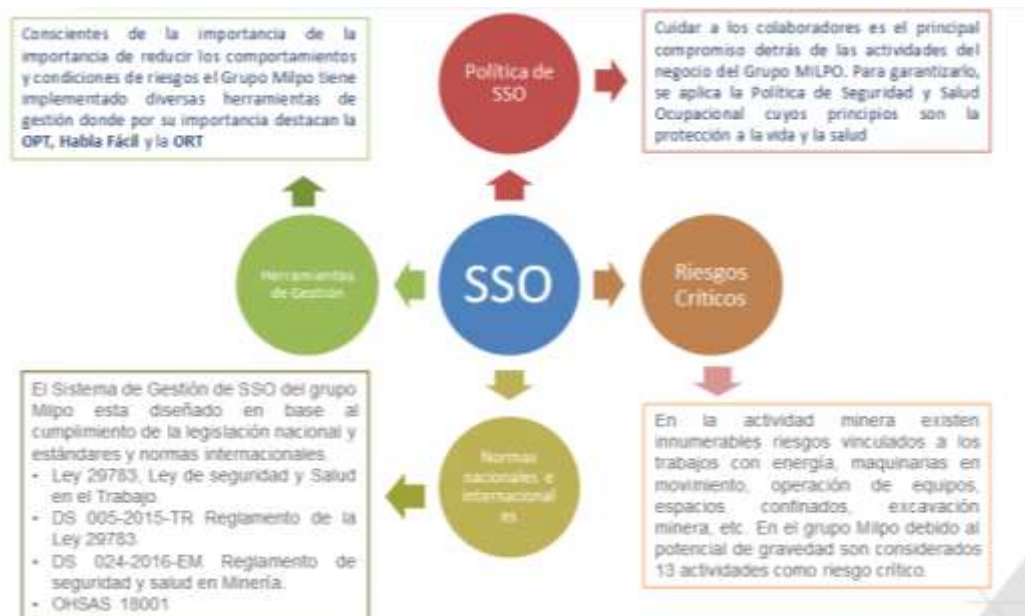 Conscientes de la importancia de la
importancia de reducir los comportamientos
y condiciones de riesgos el Grupo Milpo tiene
implementado diversas herramientas de
gestión donde por su importancia destacan la
OPT, Habla Fácil y la ORT
Política de
SSO
Cuidar a los colaboradores es el principal
compromiso detrás de las actividades del
negocio del Grupo MILPO. Para garantizarlo,
se aplica la Política de Seguridad y Salud
Ocupacional cuyos principios son la
protección a la vida y la salud
Herramientas
de Gestión
SSO
Riesgos
Críticos
El Sistema de Gestión de SSO del grupo
Milpo esta diseñado en base al
cumplimiento de la legislación nacional y
estándares y normas internacionales.
• Ley 29783, Ley de seguridad y Salud
en el Trabajo
• DS 005-2015-TR Reglamento de la
Ley 29783
• DS 024-2016-EM Reglamento de
seguridad y salud en Minería.
• OHSAS 18001
Normas
nacionales e
internacional
es
En la actividad minera existen
innumerables riesgos vinculados a los
trabajos con energía, maquinarias en
movimiento, operación de equipos,
espacios confinados, excavación
minera, etc. En el grupo Milpo debido al
potencial de gravedad son considerados
13 actividades como riesgo crítico.